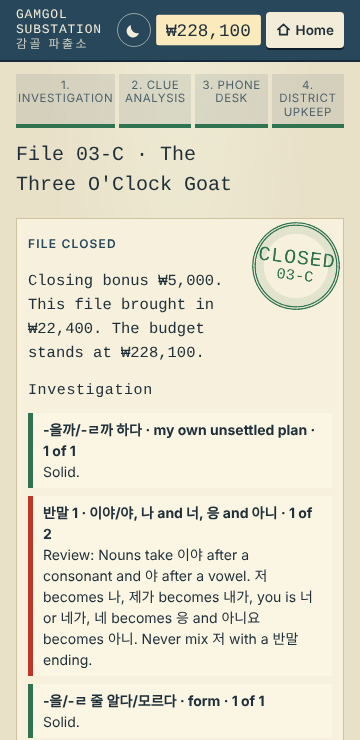 GAMGOL
SUBSTATION
감골 파출소
₩228,100
Home
1.
INVESTIGATION
2. CLUE
ANALYSIS
3. PHONE
DESK
4.
DISTRICT
UPKEEP
File 03-C · The
Three O'Clock Goat
FILE CLOSED
CLOSED
03-C
Closing bonus ₩5,000.
This file brought in
₩22,400. The budget
stands at ₩228,100.
Investigation
-을까/-ㄹ까 하다 · my own unsettled plan ·
1 of 1
Solid.
반말 1 · 이야/야, 나 and 너, 응 and 아니 · 1 of
2
Review: Nouns take 이야 after a
consonant and 야 after a vowel. 저
becomes 나, 제가 becomes 내가, you is 너
or 네가, 네 becomes 응 and 아니요
becomes 아니. Never mix 저 with a 반말
ending.
-을/-ㄹ 줄 알다/모르다 · form · 1 of 1
Solid.